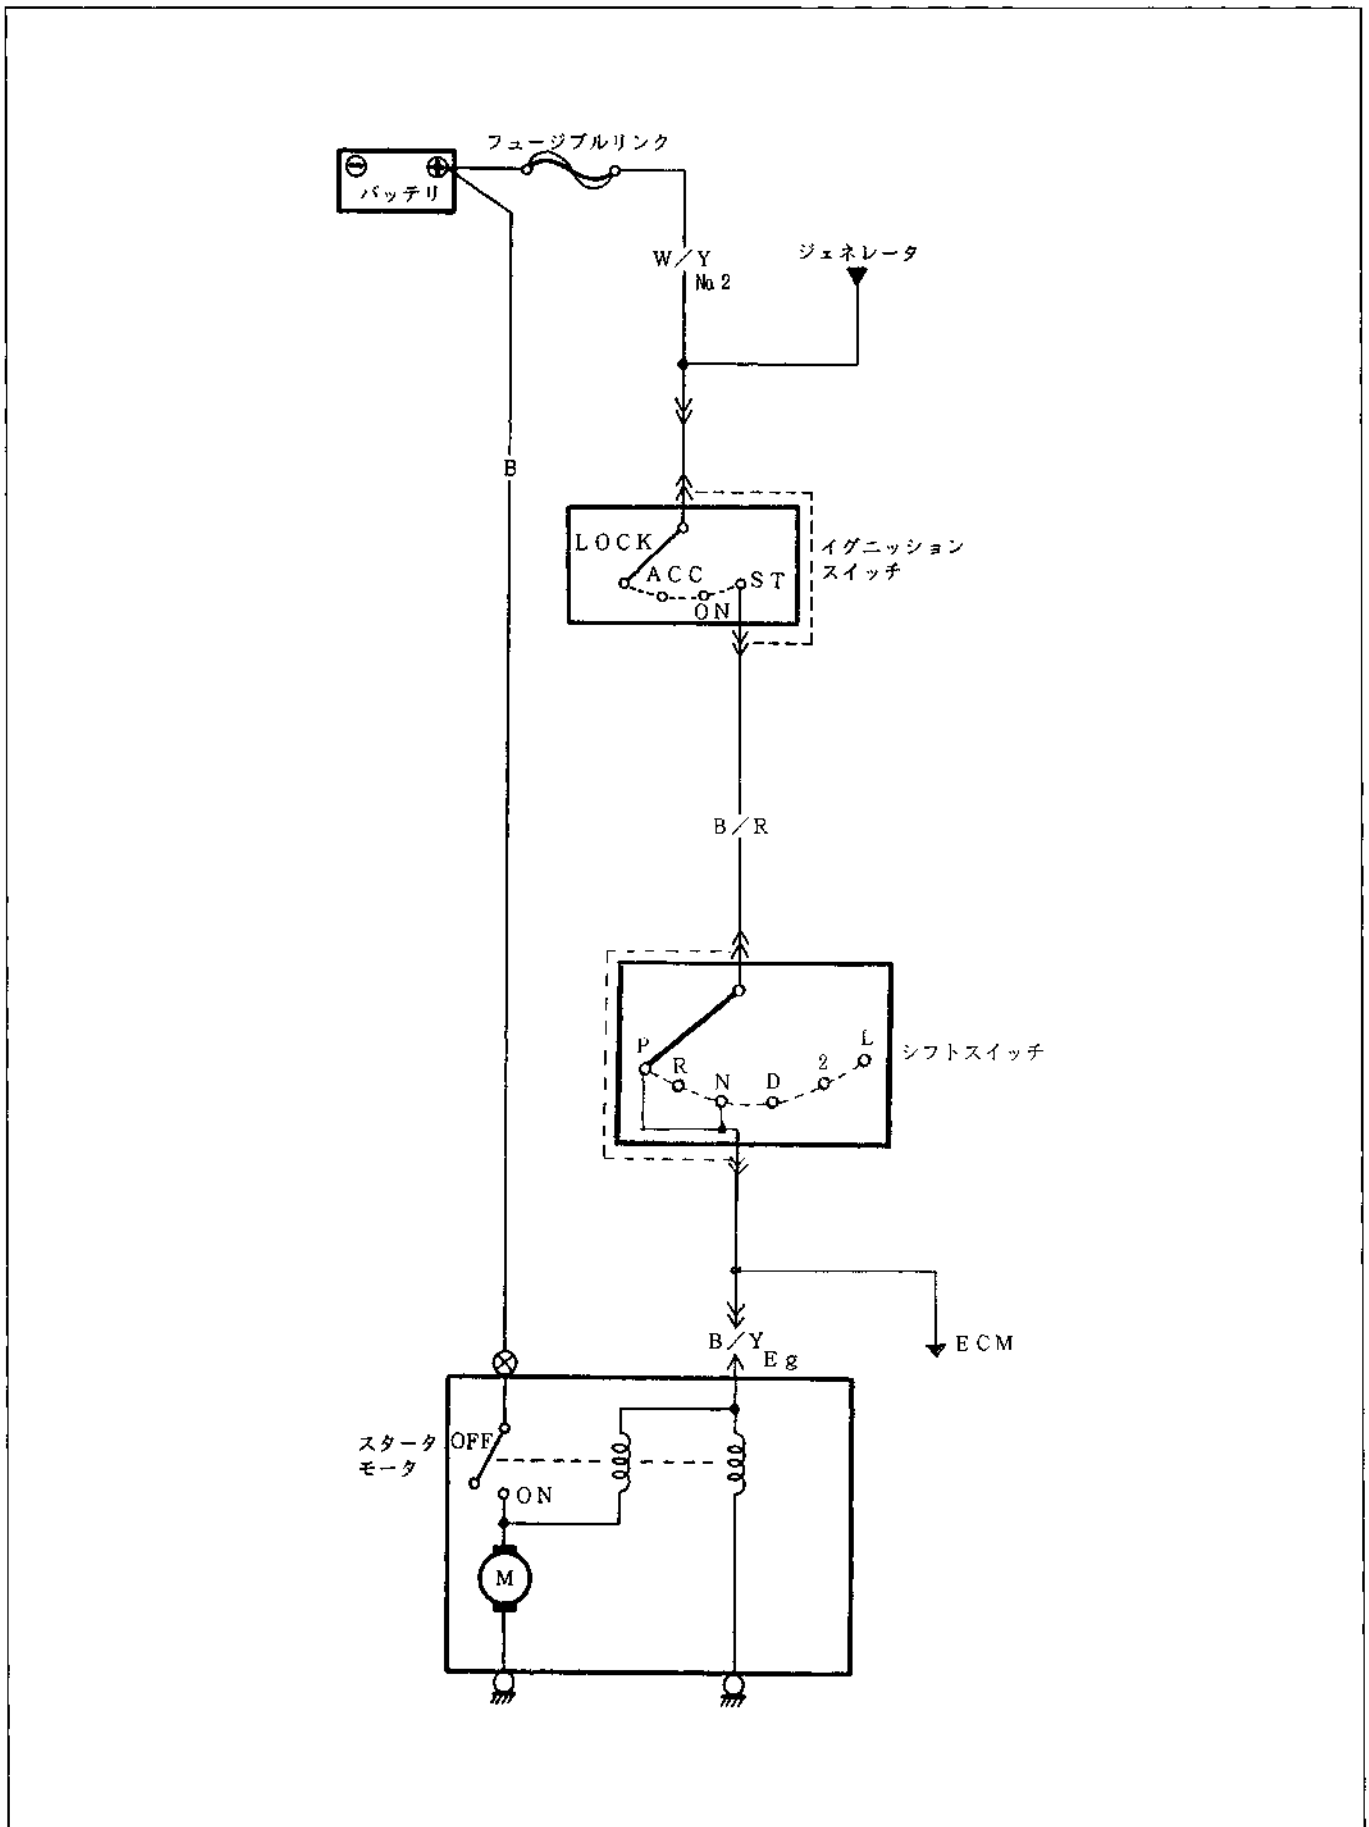 フュージブルリンク
⊖ ⊕
バッテリ
W/Y
No.2
ジェネレータ
B
LOCK
ACC
ST
ON
イグニッション
スイッチ
B/R
P
R
N
D
2
L
シフトスイッチ
B/Y
Eg
ECM
スタータ
モータ
OFF
ON
M